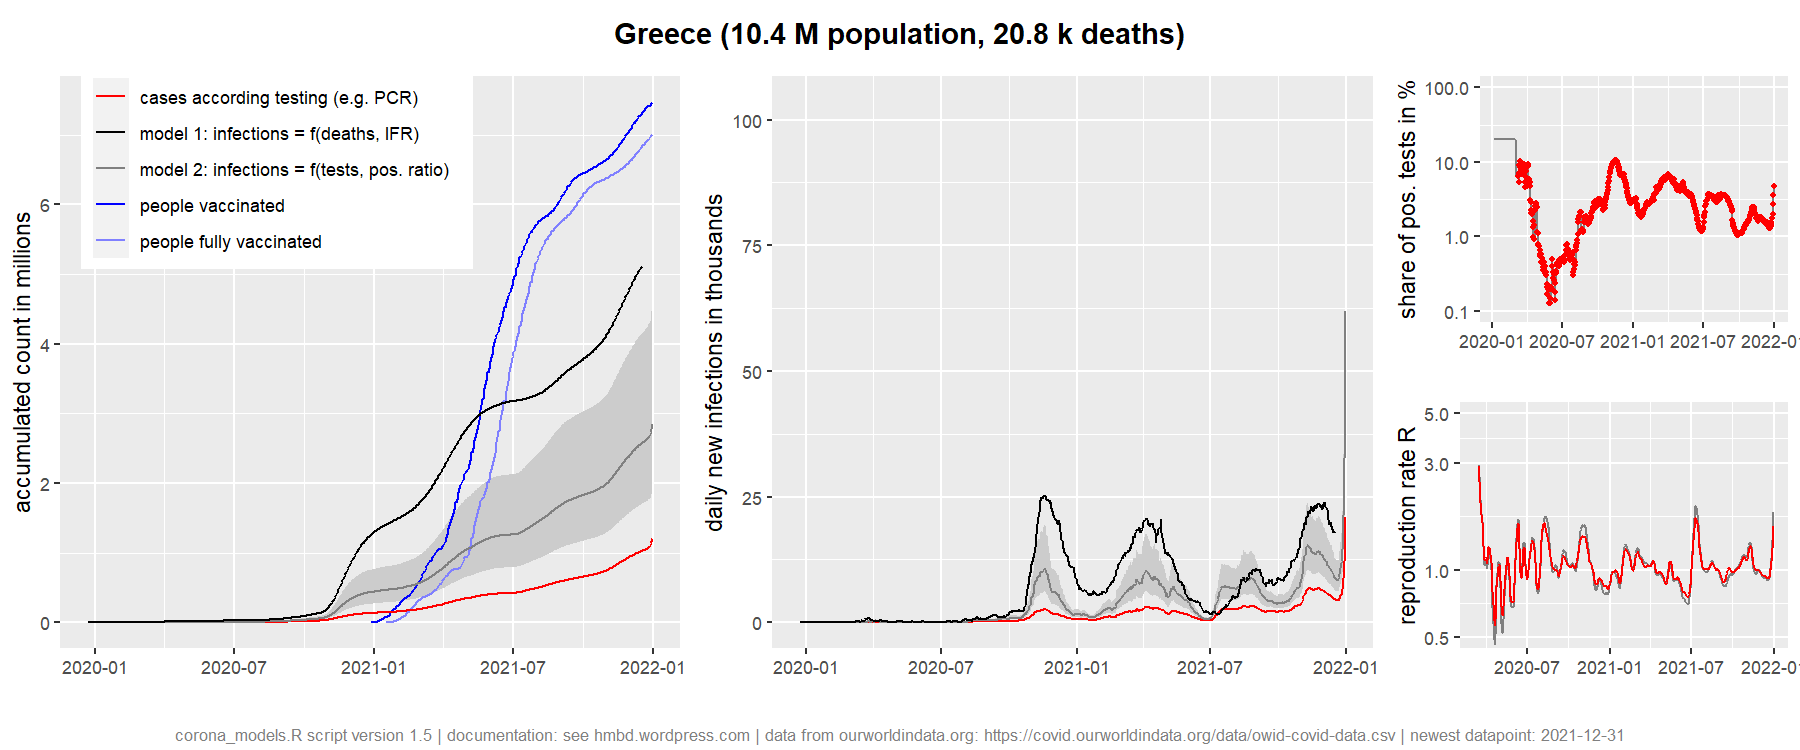 Greece (10.4 M population, 20.8 k deaths)
accumulated count in millions
6
4
2
0
cases according testing (e.g. PCR)
model 1: infections = f(deaths, IFR)
model 2: infections = f(tests, pos. ratio)
people vaccinated
people fully vaccinated
2020-01 2020-07 2021-01 2021-07 2022-01
daily new infections in thousands
100
75
50
25
0
2020-01 2020-07 2021-01 2021-07 2022-01
share of pos. tests in %
100.0
10.0
1.0
0.1
2020-01 2020-07 2021-01 2021-07 2022-01
reproduction rate R
5.0
3.0
1.0
0.5
2020-07 2021-01 2021-07 2022-01
corona_models.R script version 1.5 | documentation: see hmbd.wordpress.com | data from ourworldindata.org: https://covid.ourworldindata.org/data/owid-covid-data.csv | newest datapoint: 2021-12-31